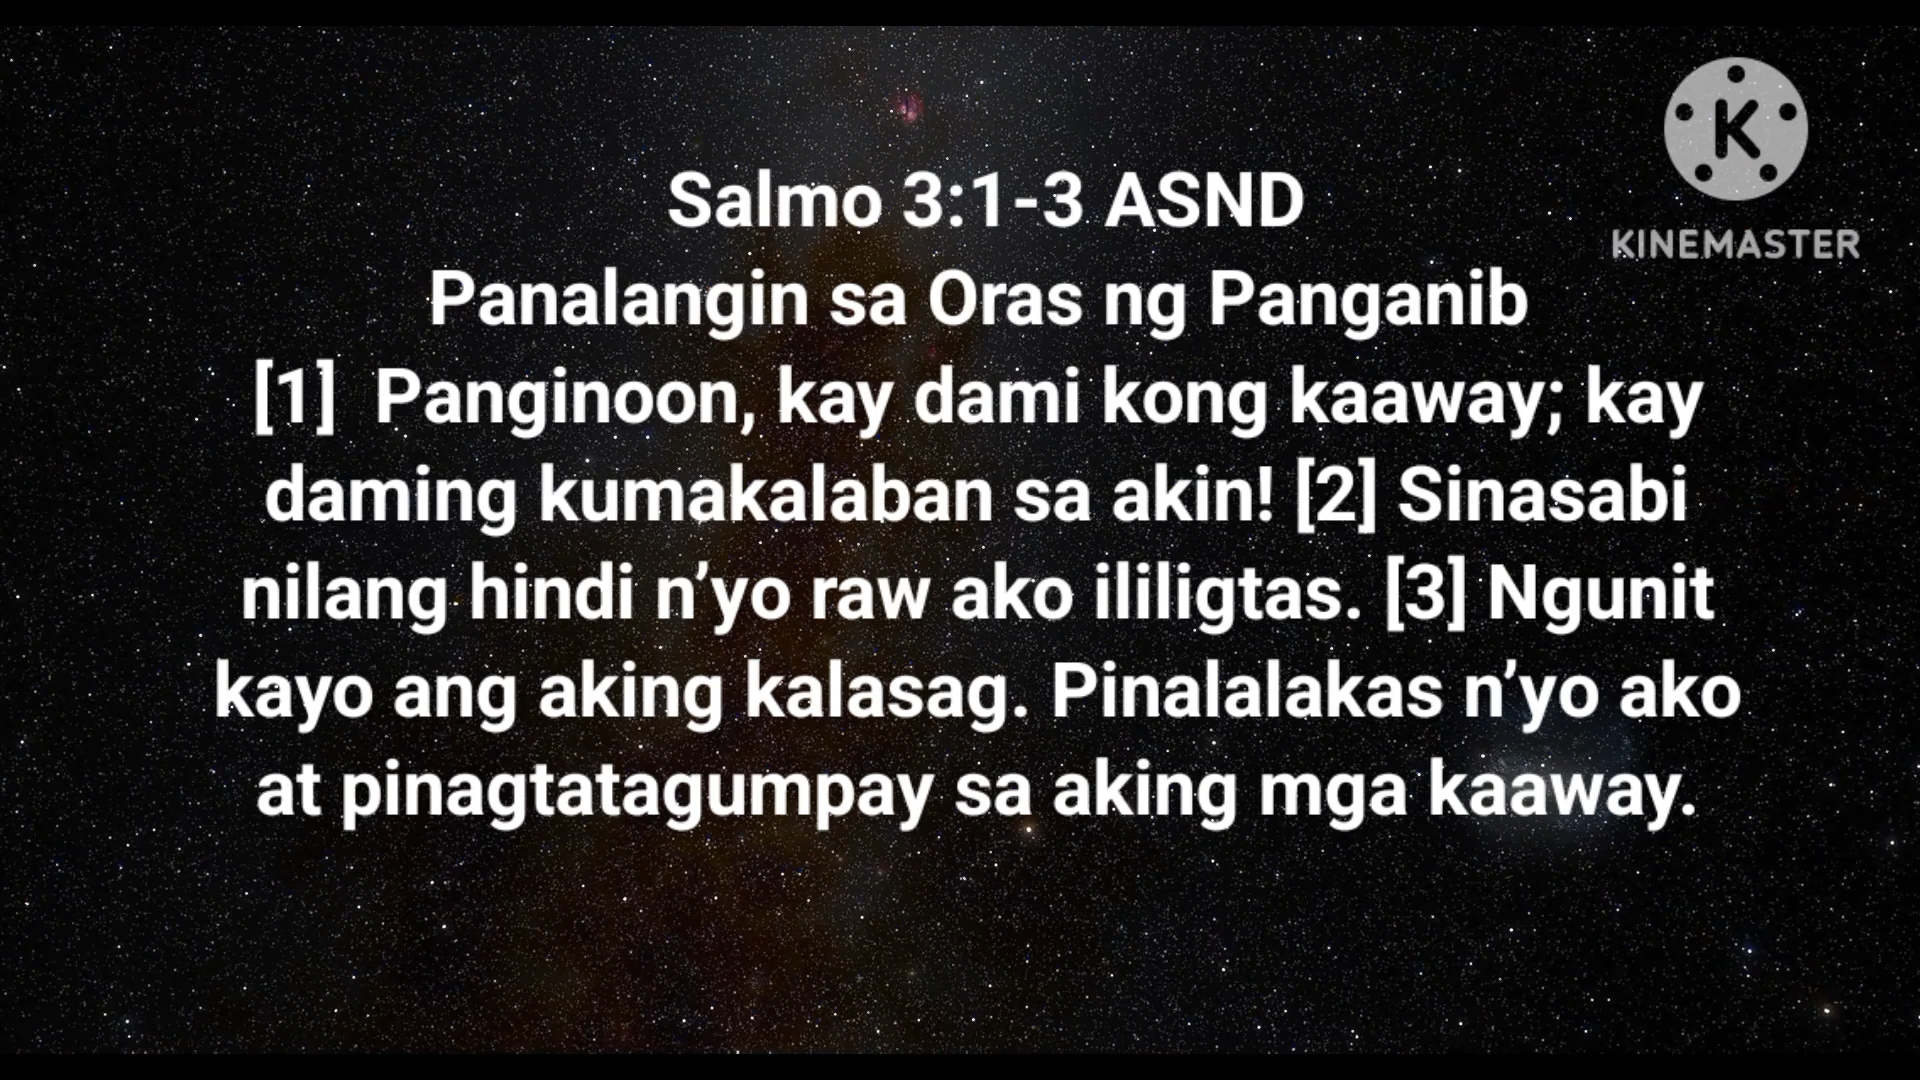 KINEMASTER
Salmo 3:1-3 ASND
Panalangin sa Oras ng Panganib
[1]  Panginoon, kay dami kong kaaway; kay
daming kumakalaban sa akin! [2] Sinasabi
nilang hindi n’yo raw ako ililigtas. [3] Ngunit
kayo ang aking kalasag. Pinalalakas n’yo ako
at pinagtatagumpay sa aking mga kaaway.